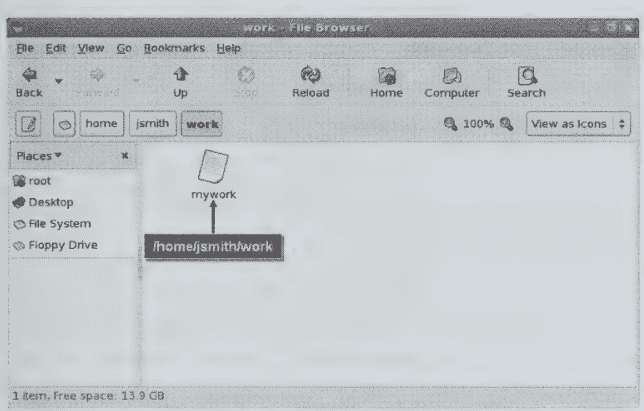 work - File Browser
File Edit View Go Bookmarks Help
Back Forward Up Stop Reload Home Computer Search
home jsmith work 100% View as Icons
Places
root
Desktop
File System
Floppy Drive
mywork
/home/jsmith/work
1 item, Free space: 13.9 GB